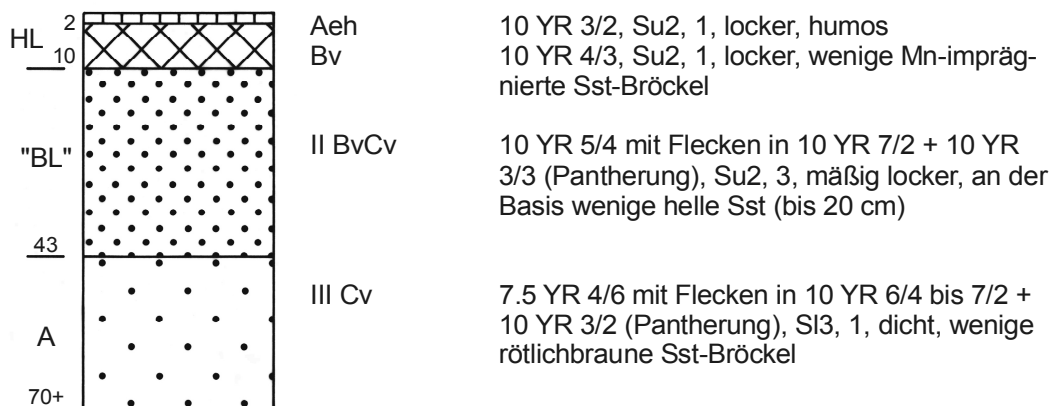 HL 2 Aeh 10 YR 3/2, Su2, 1, locker, humos
10 Bv 10 YR 4/3, Su2, 1, locker, wenige Mn-impräg-
nierte Sst-Bröckel
"BL" II BvCv 10 YR 5/4 mit Flecken in 10 YR 7/2 + 10 YR
3/3 (Pantherung), Su2, 3, mäßig locker, an der
Basis wenige helle Sst (bis 20 cm)
43
III Cv 7.5 YR 4/6 mit Flecken in 10 YR 6/4 bis 7/2 +
10 YR 3/2 (Pantherung), Sl3, 1, dicht, wenige
A rötlichbraune Sst-Bröckel
70+